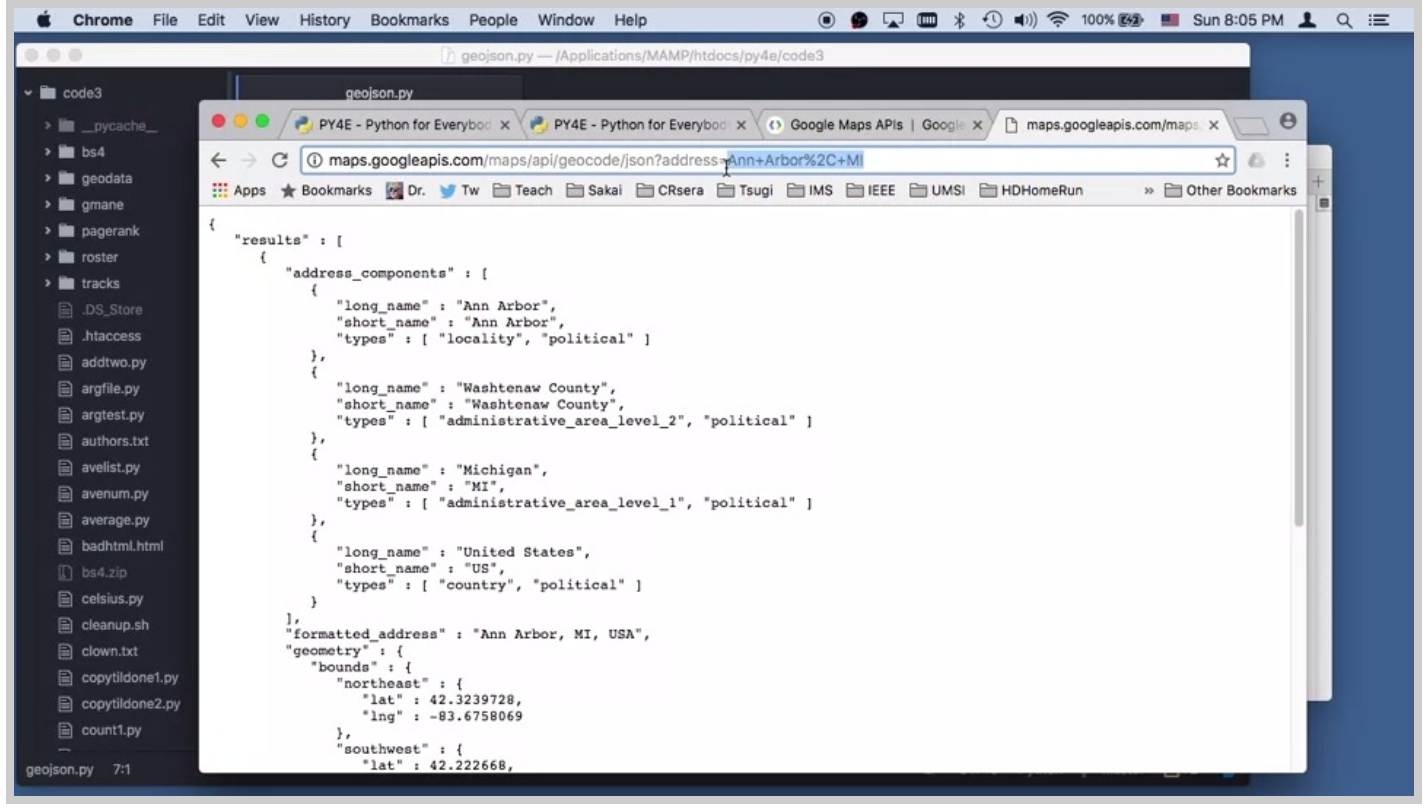 Chrome File Edit View History Bookmarks People Window Help 100% Sun 8:05 PM
geojson.py — /Applications/MAMP/htdocs/py4e/code3
code3
geojson.py
__pycache__
bs4
geodata
gmane
pagerank
roster
tracks
.DS_Store
.htaccess
addtwo.py
argfile.py
argtest.py
authors.txt
avelist.py
avenum.py
average.py
badhtml.html
bs4.zip
celsius.py
cleanup.sh
clown.txt
copytildone1.py
copytildone2.py
count1.py
geojson.py 7:1
PY4E - Python for Everybod PY4E - Python for Everybod Google Maps APIs | Google maps.googleapis.com/maps
maps.googleapis.com/maps/api/geocode/json?address=Ann+Arbor%2C+MI
Apps Bookmarks Dr. Tw Teach Sakai CRsera Tsugi IMS IEEE UMSI HDHomeRun » Other Bookmarks
{
"results" : [
{
"address_components" : [
{
"long_name" : "Ann Arbor",
"short_name" : "Ann Arbor",
"types" : [ "locality", "political" ]
},
{
"long_name" : "Washtenaw County",
"short_name" : "Washtenaw County",
"types" : [ "administrative_area_level_2", "political" ]
},
{
"long_name" : "Michigan",
"short_name" : "MI",
"types" : [ "administrative_area_level_1", "political" ]
},
{
"long_name" : "United States",
"short_name" : "US",
"types" : [ "country", "political" ]
}
],
"formatted_address" : "Ann Arbor, MI, USA",
"geometry" : {
"bounds" : {
"northeast" : {
"lat" : 42.3239728,
"lng" : -83.6758069
},
"southwest" : {
"lat" : 42.222668,